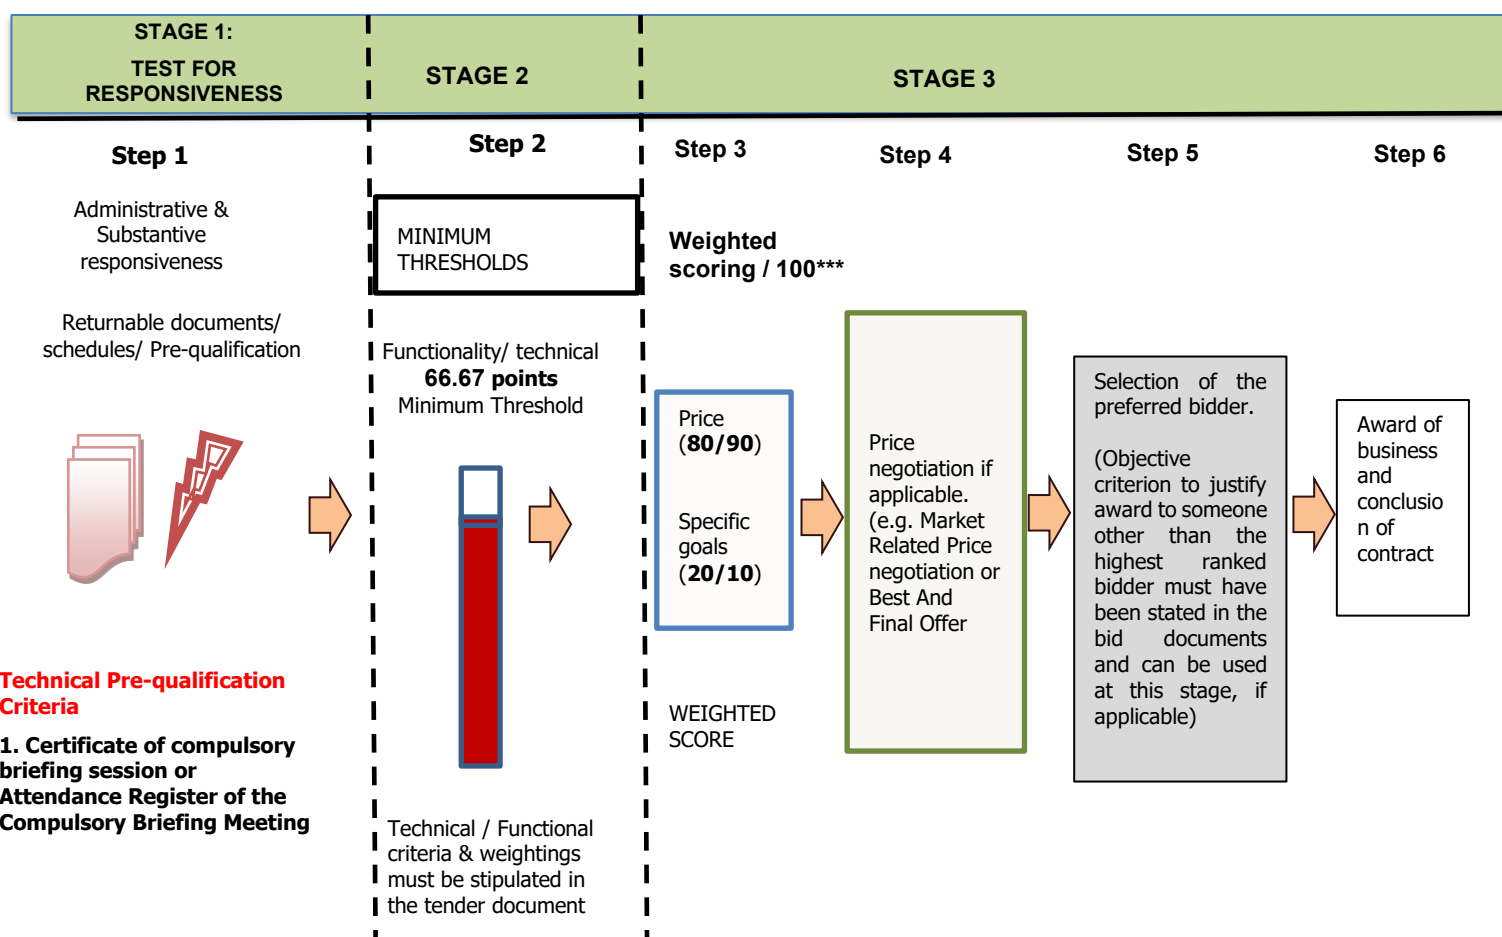 STAGE 1:
TEST FOR
RESPONSIVENESS
STAGE 2
STAGE 3
Step 1
Step 2
Step 3
Step 4
Step 5
Step 6
Administrative &
Substantive
responsiveness
Returnable documents/
schedules/ Pre-qualification
Technical Pre-qualification
Criteria
1. Certificate of compulsory
briefing session or
Attendance Register of the
Compulsory Briefing Meeting
MINIMUM
THRESHOLDS
Functionality/ technical
66.67 points
Minimum Threshold
Technical / Functional
criteria & weightings
must be stipulated in
the tender document
Weighted
scoring / 100***
Price
(80/90)
Specific
goals
(20/10)
WEIGHTED
SCORE
Price
negotiation if
applicable.
(e.g. Market
Related Price
negotiation or
Best And
Final Offer
Selection of the
preferred bidder.
(Objective
criterion to justify
award to someone
other than the
highest ranked
bidder must have
been stated in the
bid documents
and can be used
at this stage, if
applicable)
Award of
business
and
conclusio
n of
contract